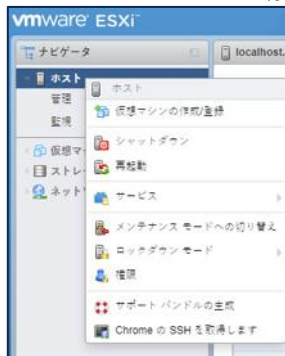 vmware ESXi™
ナビゲータ
localhost.
ホスト
管理
監視
仮想マ
ストレ
ネット
ホスト
仮想マシンの作成/登録
シャットダウン
再起動
サービス
メンテナンス モードへの切り替え
ロックダウン モード
権限
サポート バンドルの生成
Chrome の SSH を取得します